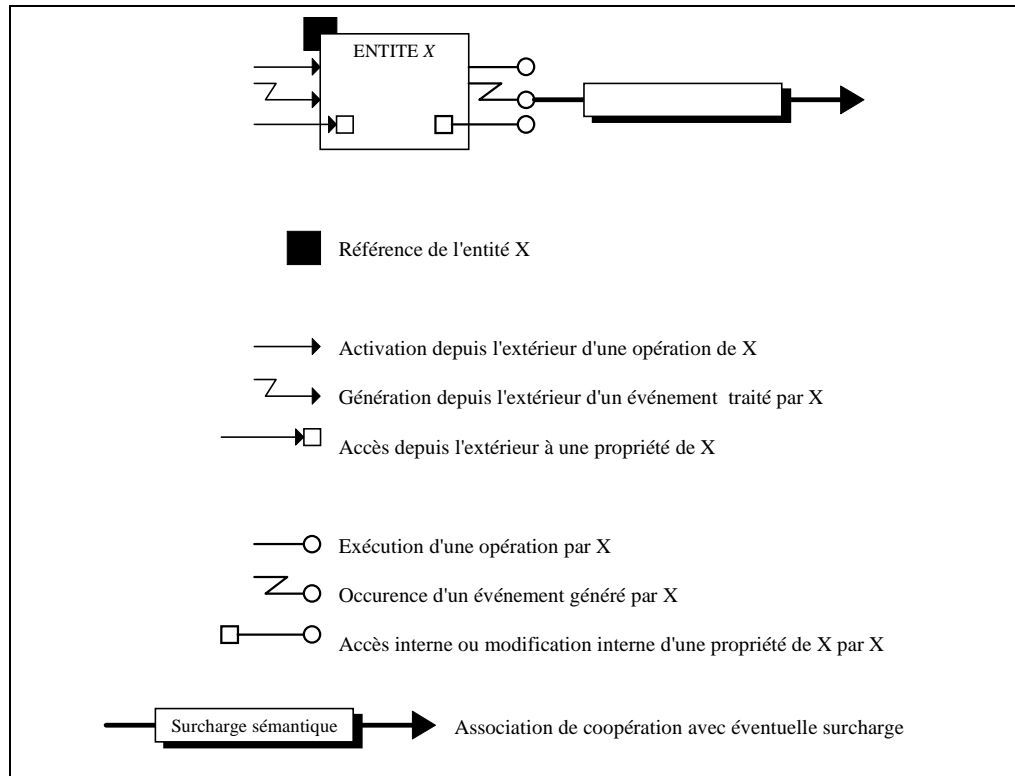 ENTITE X
Référence de l'entité X
Activation depuis l'extérieur d'une opération de X
Génération depuis l'extérieur d'un événement traité par X
Accès depuis l'extérieur à une propriété de X
Exécution d'une opération par X
Occurence d'un événement généré par X
Accès interne ou modification interne d'une propriété de X par X
Surcharge sémantique
Association de coopération avec éventuelle surcharge